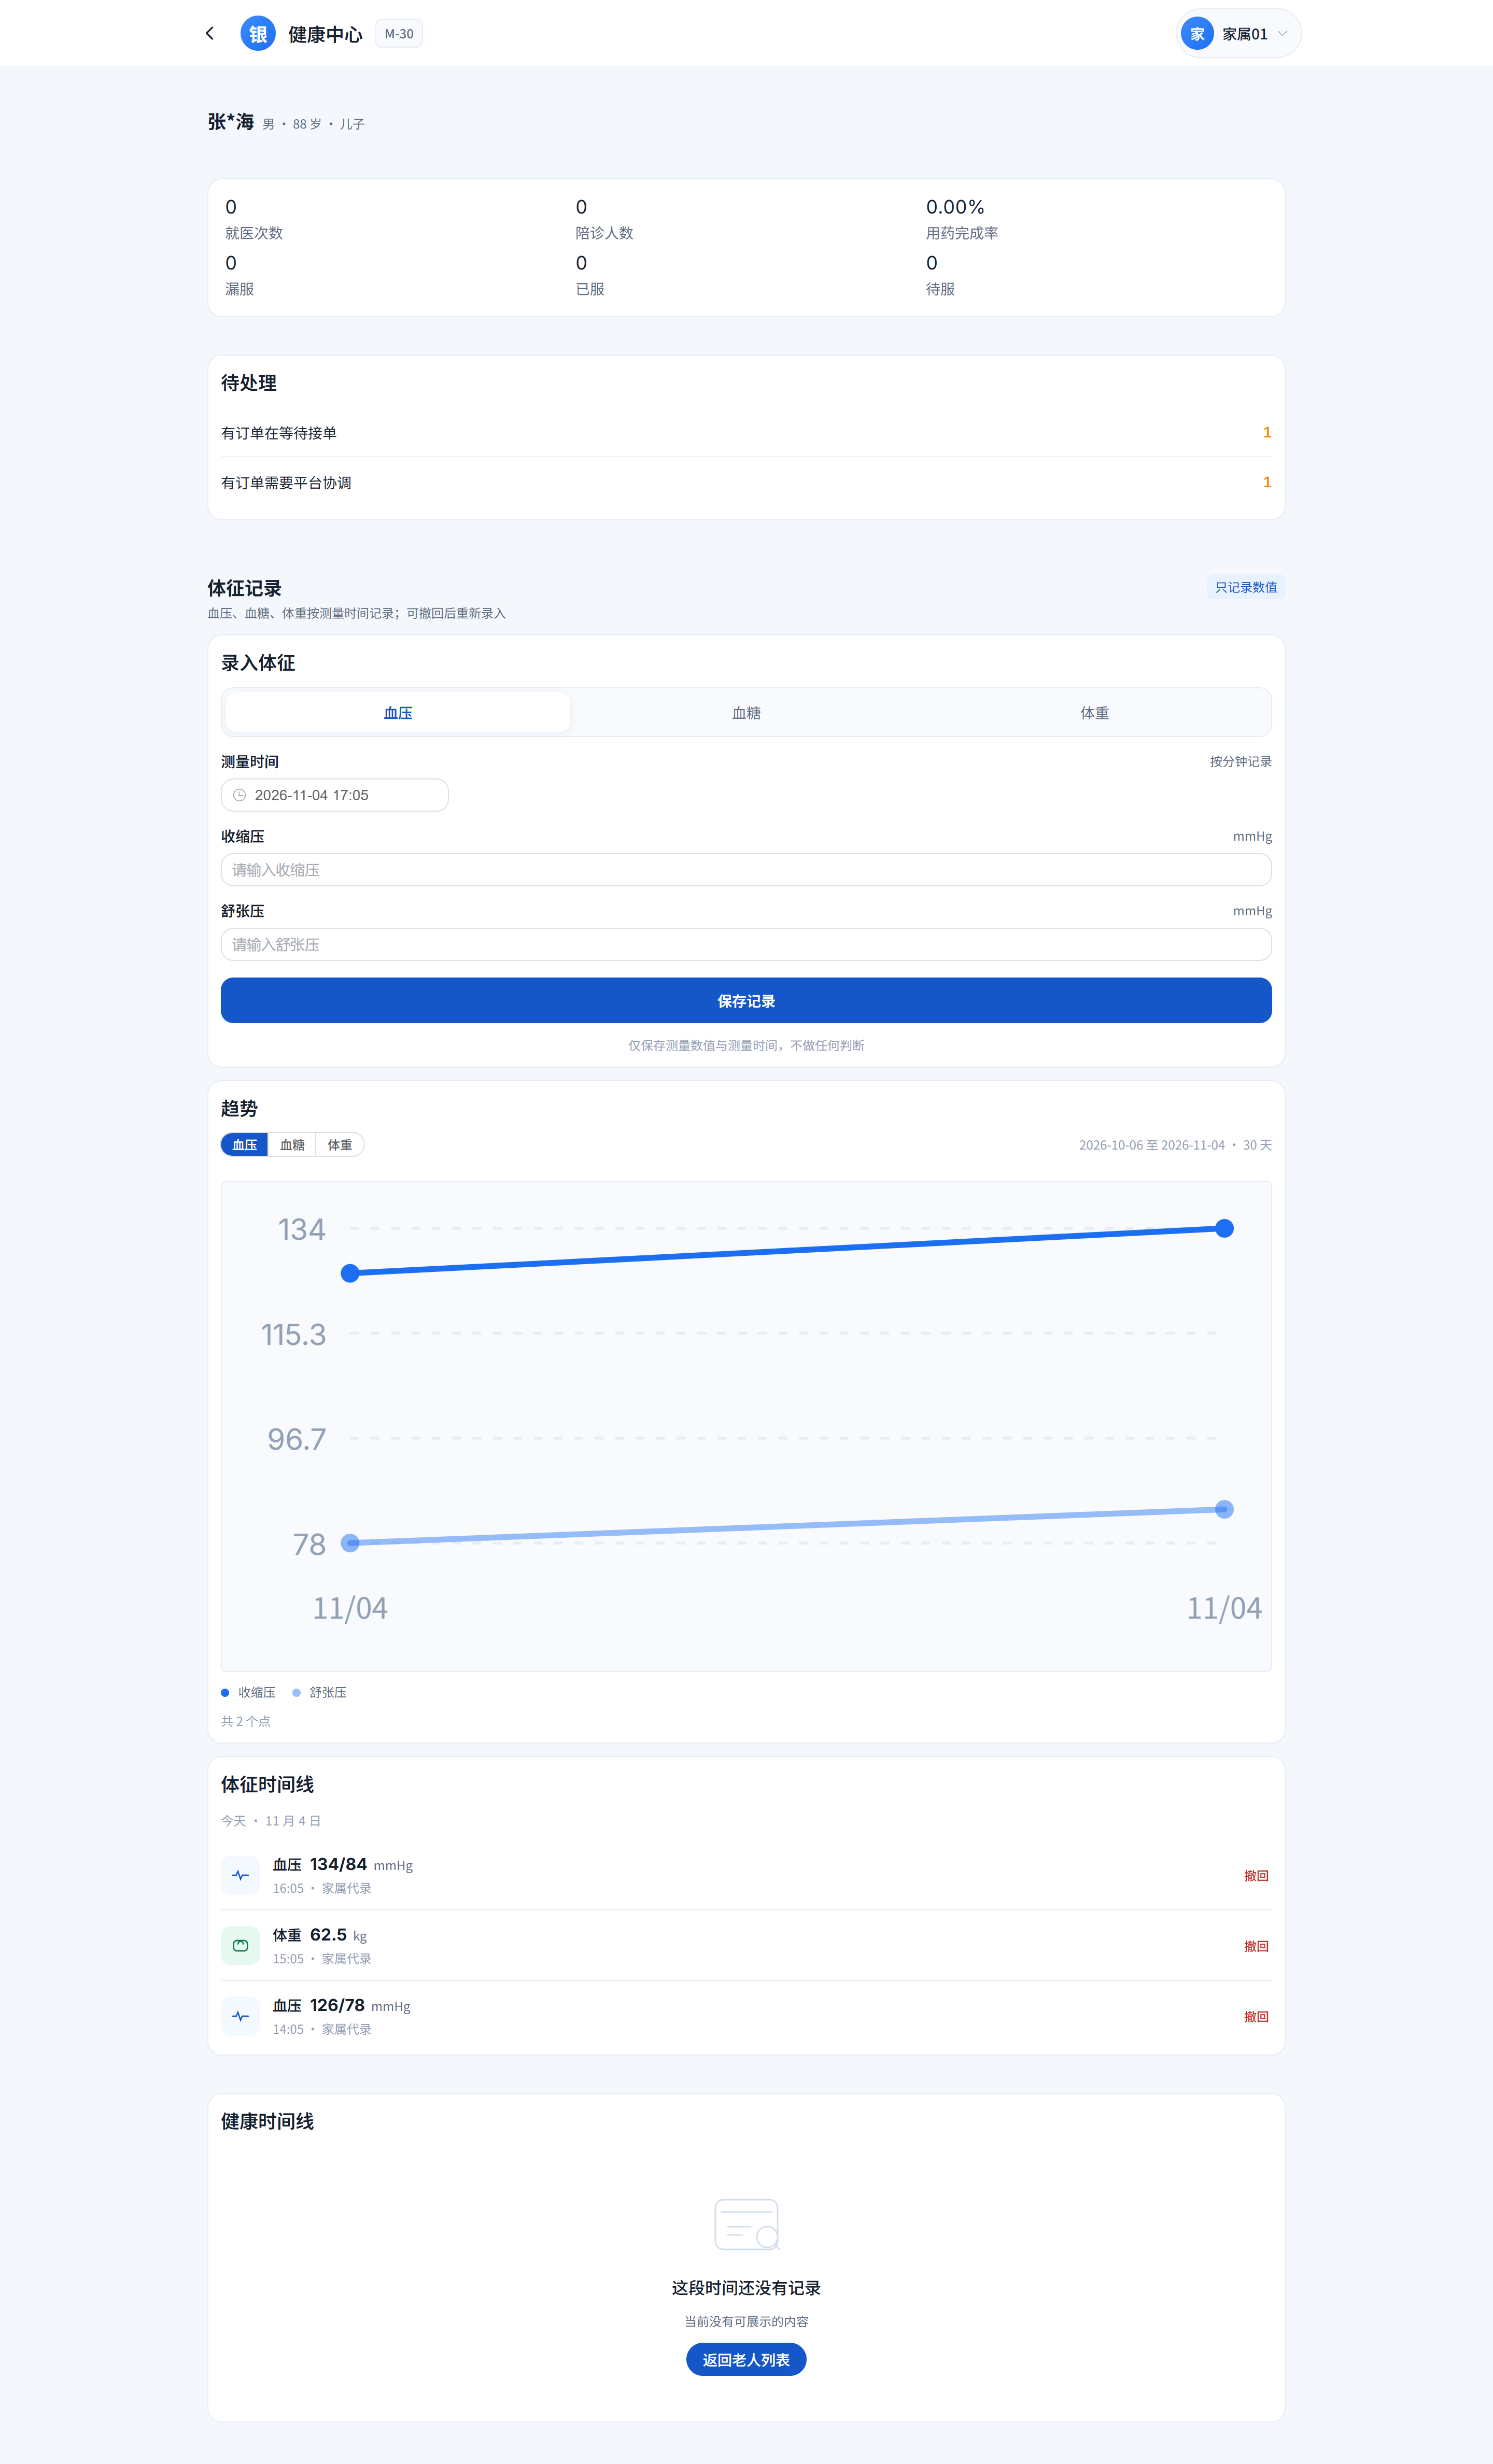 银 健康中心 M-30
家 家属01
张*海 男 · 88 岁 · 儿子
0 0 0.00%
就医次数 陪诊人数 用药完成率
0 0 0
漏服 已服 待服
待处理
有订单在等待接单 1
有订单需要平台协调 1
体征记录 只记录数值
血压、血糖、体重按测量时间记录；可撤回后重新录入
录入体征
血压 血糖 体重
测量时间 按分钟记录
2026-11-04 17:05
收缩压 mmHg
请输入收缩压
舒张压 mmHg
请输入舒张压
保存记录
仅保存测量数值与测量时间，不做任何判断
趋势
血压 血糖 体重 2026-10-06 至 2026-11-04 · 30 天
134
115.3
96.7
78
11/04 11/04
收缩压 舒张压
共 2 个点
体征时间线
今天 · 11 月 4 日
血压 134/84 mmHg
16:05 · 家属代录 撤回
体重 62.5 kg
15:05 · 家属代录 撤回
血压 126/78 mmHg
14:05 · 家属代录 撤回
健康时间线
这段时间还没有记录
当前没有可展示的内容
返回老人列表